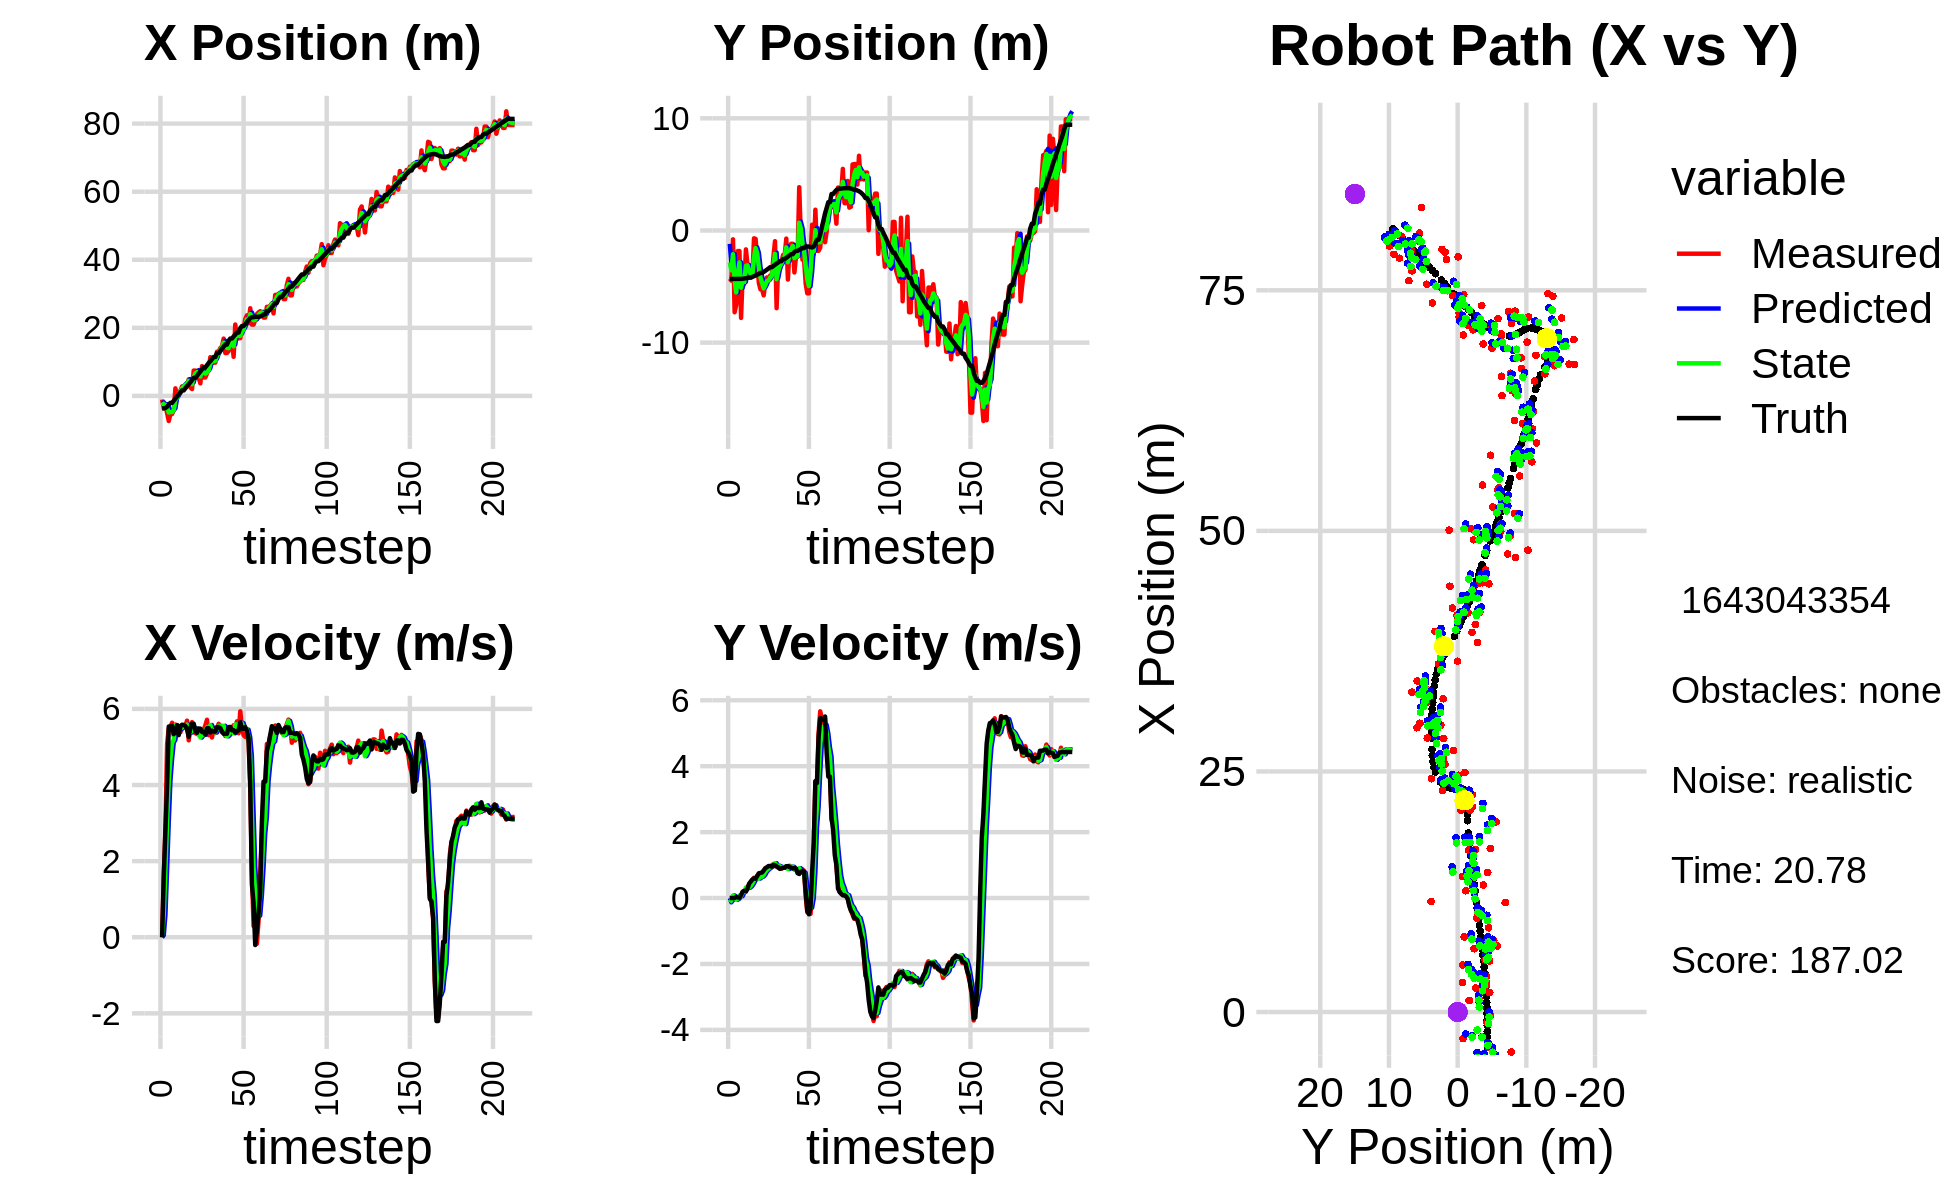 X Position (m)
80
60
40
20
0
0
50
100
150
200
timestep
Y Position (m)
10
0
-10
0
50
100
150
200
timestep
X Velocity (m/s)
6
4
2
0
-2
0
50
100
150
200
timestep
Y Velocity (m/s)
6
4
2
0
-2
-4
0
50
100
150
200
timestep
Robot Path (X vs Y)
X Position (m)
75
50
25
0
20
10
0
-10
-20
Y Position (m)
variable
Measured
Predicted
State
Truth
1643043354
Obstacles: none
Noise: realistic
Time: 20.78
Score: 187.02